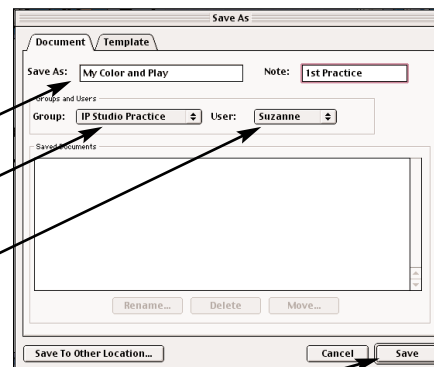 Save As
Document Template
Save As: My Color and Play Note: 1st Practice
Groups and Users
Group: IP Studio Practice User: Suzanne
Saved Documents
Rename... Delete Move...
Save To Other Location... Cancel Save